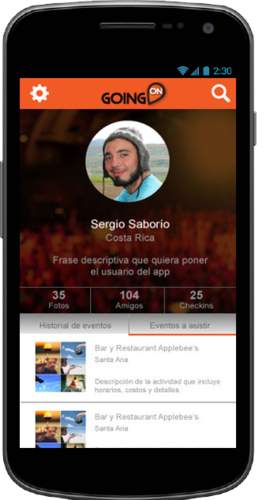 2:30
GOING ON
Sergio Saborío
Costa Rica
Frase descriptiva que quiera poner
el usuario del app
35 104 25
Fotos Amigos Checkins
Historial de eventos Eventos a asistir
Bar y Restaurant Applebee's
Santa Ana
Descripción de la actividad que incluye
horarios, costos y detalles.
Bar y Restaurant Applebee's
Santa Ana